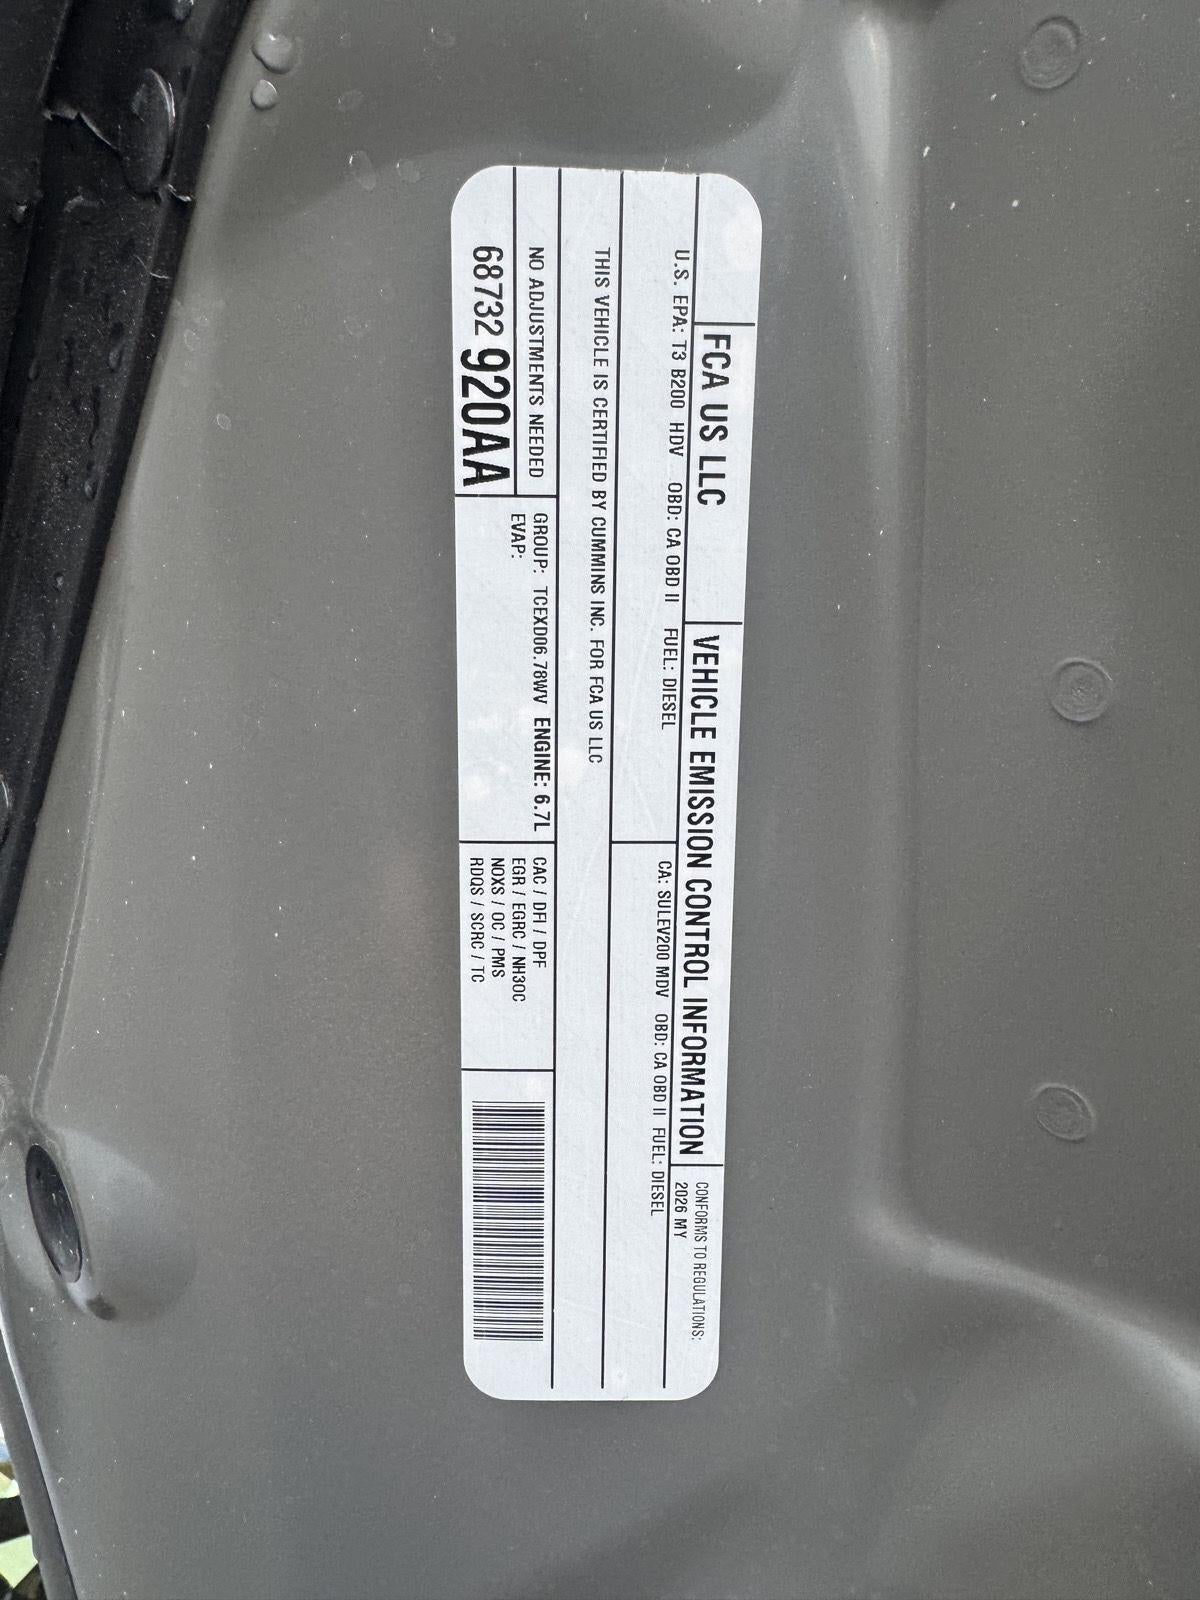 FCA US LLC
VEHICLE EMISSION CONTROL INFORMATION
CONFORMS TO REGULATIONS:
2026 MY
U.S. EPA: T3 B200 HDV OBD: CA OBD II FUEL: DIESEL
CA: SULEV200 MDV OBD: CA OBD II FUEL: DIESEL
THIS VEHICLE IS CERTIFIED BY CUMMINS INC. FOR FCA US LLC
NO ADJUSTMENTS NEEDED
68732920AA
GROUP: TCEXD06.78WV ENGINE: 6.7L
EVAP:
CAC / DFI / DPF
EGR / EGRC / NH3OC
NOXS / OC / PMS
RDQS / SCRC / TC